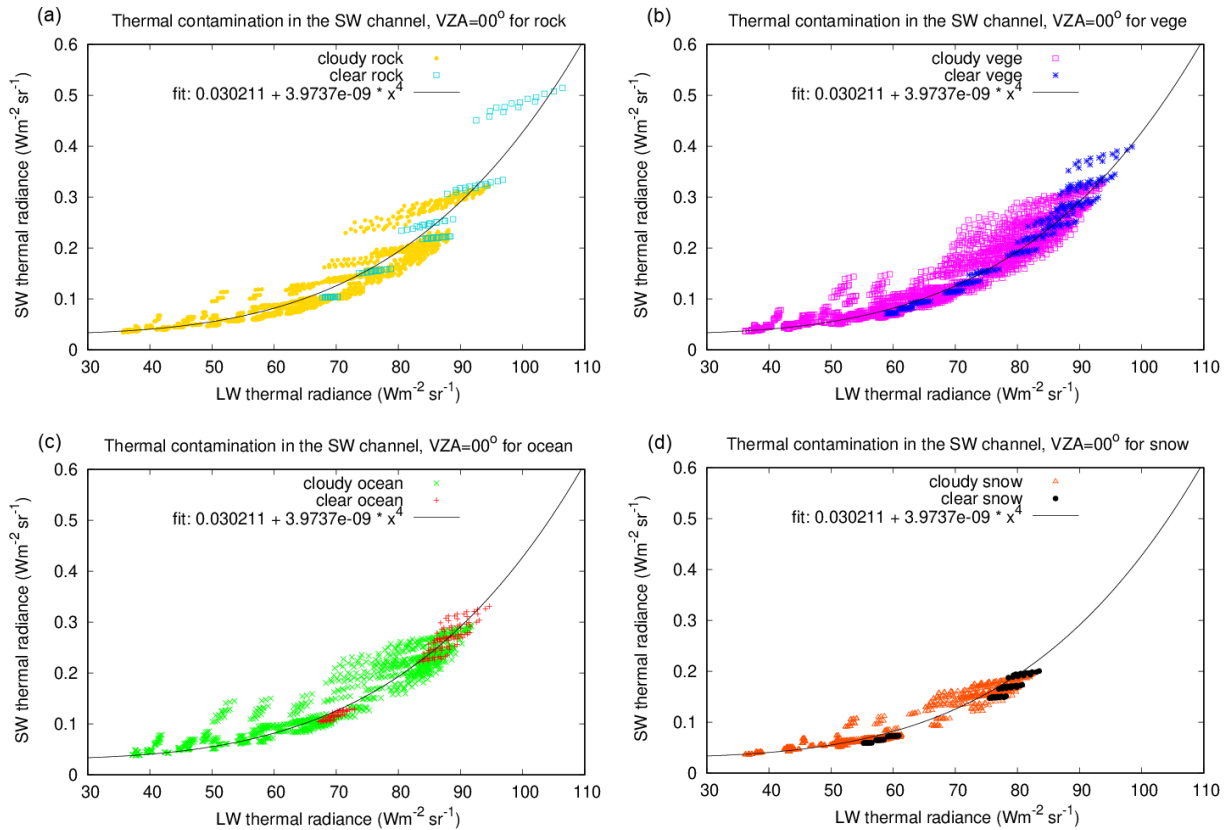 (a)
Thermal contamination in the SW channel, VZA=00° for rock
SW thermal radiance (Wm⁻² sr⁻¹)
0.6
0.5
0.4
0.3
0.2
0.1
0
cloudy rock
clear rock
fit: 0.030211 + 3.9737e-09 * x⁴
30 40 50 60 70 80 90 100 110
LW thermal radiance (Wm⁻² sr⁻¹)
(b)
Thermal contamination in the SW channel, VZA=00° for vege
SW thermal radiance (Wm⁻² sr⁻¹)
0.6
0.5
0.4
0.3
0.2
0.1
0
cloudy vege
clear vege
fit: 0.030211 + 3.9737e-09 * x⁴
30 40 50 60 70 80 90 100 110
LW thermal radiance (Wm⁻² sr⁻¹)
(c)
Thermal contamination in the SW channel, VZA=00° for ocean
SW thermal radiance (Wm⁻² sr⁻¹)
0.6
0.5
0.4
0.3
0.2
0.1
0
cloudy ocean
clear ocean
fit: 0.030211 + 3.9737e-09 * x⁴
30 40 50 60 70 80 90 100 110
LW thermal radiance (Wm⁻² sr⁻¹)
(d)
Thermal contamination in the SW channel, VZA=00° for snow
SW thermal radiance (Wm⁻² sr⁻¹)
0.6
0.5
0.4
0.3
0.2
0.1
0
cloudy snow
clear snow
fit: 0.030211 + 3.9737e-09 * x⁴
30 40 50 60 70 80 90 100 110
LW thermal radiance (Wm⁻² sr⁻¹)